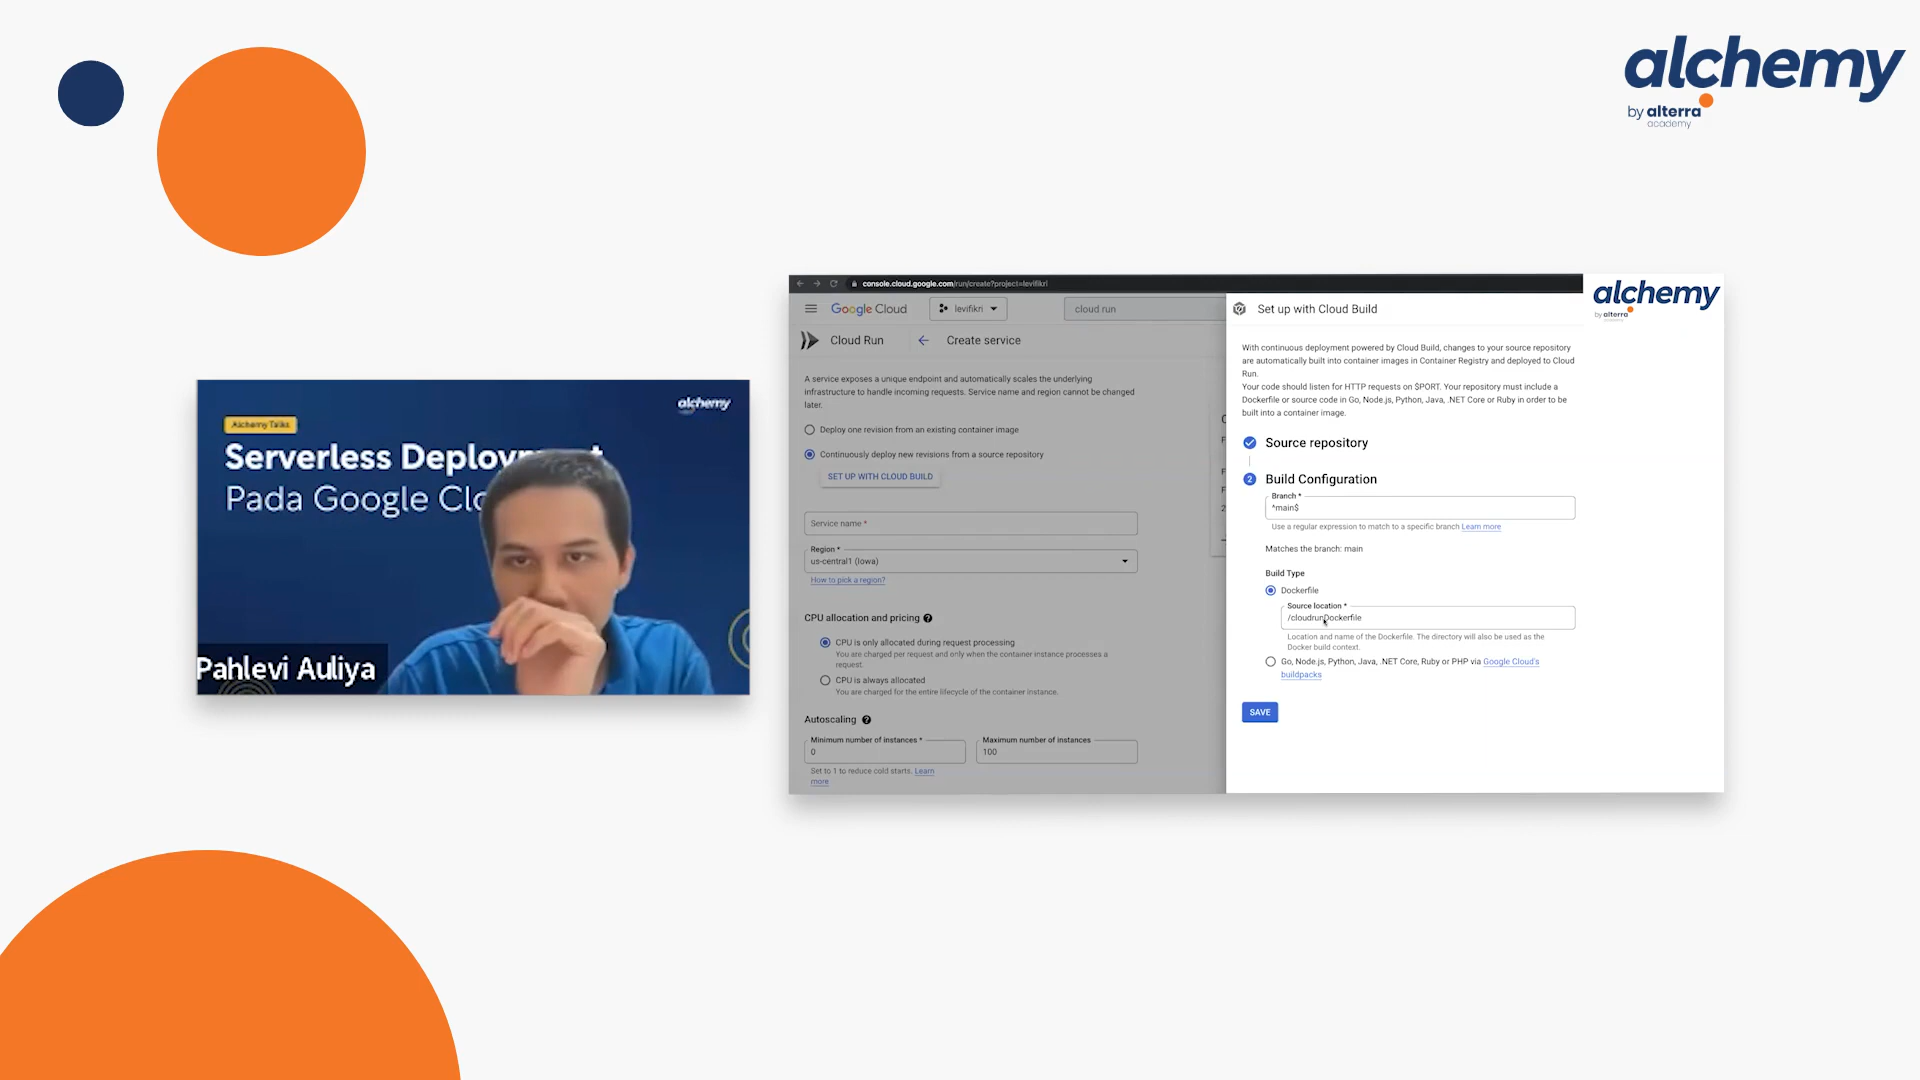 alchemy
by alterra
academy
alchemy
Alchemy Talks
Serverless Deploym
Pada Google Clo
Pahlevi Auliya
console.cloud.google.com/run/create?project=levifikri
Google Cloud
levifikri
cloud run
Cloud Run
Create service
A service exposes a unique endpoint and automatically scales the underlying
infrastructure to handle incoming requests. Service name and region cannot be changed
later.
Deploy one revision from an existing container image
Continuously deploy new revisions from a source repository
SET UP WITH CLOUD BUILD
Service name *
Region *
us-central1 (Iowa)
How to pick a region?
CPU allocation and pricing
CPU is only allocated during request processing
You are charged per request and only when the container instance processes a
request.
CPU is always allocated
You are charged for the entire lifecycle of the container instance.
Autoscaling
Minimum number of instances *
0
Maximum number of instances
100
Set to 1 to reduce cold starts. Learn
more
Set up with Cloud Build
With continuous deployment powered by Cloud Build, changes to your source repository
are automatically built into container images in Container Registry and deployed to Cloud
Run.
Your code should listen for HTTP requests on $PORT. Your repository must include a
Dockerfile or source code in Go, Node.js, Python, Java, .NET Core or Ruby in order to be
built into a container image.
Source repository
2
Build Configuration
Branch *
^main$
Use a regular expression to match to a specific branch Learn more
Matches the branch: main
Build Type
Dockerfile
Source location *
/cloudrunDockerfile
Location and name of the Dockerfile. The directory will also be used as the
Docker build context.
Go, Node.js, Python, Java, .NET Core, Ruby or PHP via Google Cloud's
buildpacks
SAVE
alchemy
by alterra